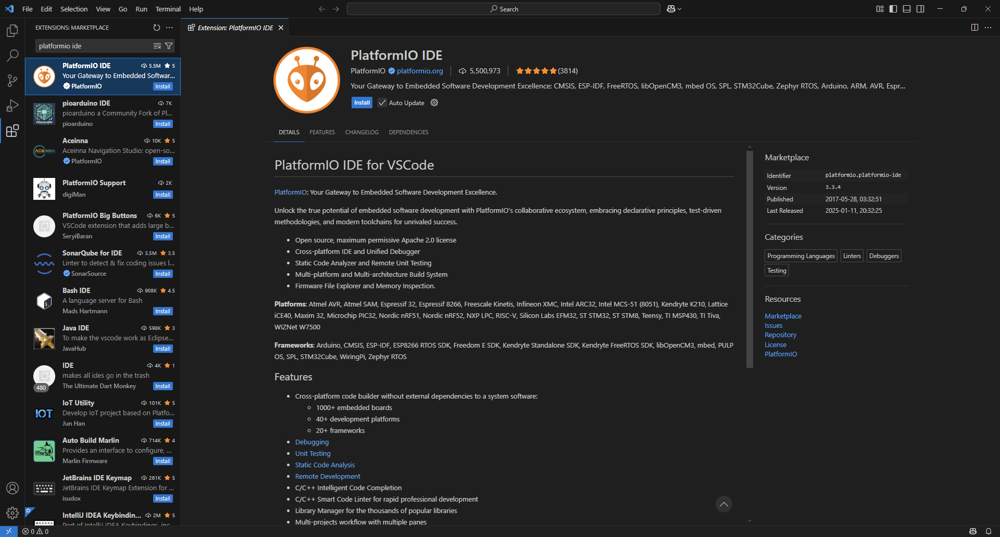 File Edit Selection View Go Run Terminal Help
Search
EXTENSIONS: MARKETPLACE
platformio ide
PlatformIO IDE 5.5M 5
Your Gateway to Embedded Softwar...
PlatformIO Install
pioarduino IDE 7K
pioarduino a Community Fork of Pl...
pioarduino Install
Aceinna 10K 5
Aceinna Navigation Studio: open-so...
PlatformIO Install
PlatformIO Support 2K
digiMan Install
PlatformIO Big Buttons 6K 5
VSCode extension that adds large b...
SeryiBaran Install
SonarQube for IDE 3.5M 3.5
Linter to detect & fix coding issues l...
SonarSource Install
Bash IDE 908K 4.5
A language server for Bash
Mads Hartmann Install
Java IDE 598K 3
To make the vscode work as Eclipse...
JavaHub Install
IDE 4K 1
makes all ides go in the trash
480
The Ultimate Dart Monkey Install
IOT
IoT Utility 101K 5
Develop IoT project based on Platfo...
Jun Han Install
Auto Build Marlin 714K 4
Provides an interface to configure, ...
Marlin Firmware Install
JetBrains IDE Keymap 261K 5
JetBrains IDE Keymap Extension for ...
isudox Install
IntelliJ IDEA Keybindin... 2M 5
Port of IntelliJ IDEA Keybindings, inc...
Extension: PlatformIO IDE
PlatformIO IDE
PlatformIO platformio.org 5,500,973 (3814)
Your Gateway to Embedded Software Development Excellence: CMSIS, ESP-IDF, FreeRTOS, libOpenCM3, mbed OS, SPL, STM32Cube, Zephyr RTOS, Arduino, ARM, AVR, Espr...
Install Auto Update
DETAILS FEATURES CHANGELOG DEPENDENCIES
PlatformIO IDE for VSCode
PlatformIO: Your Gateway to Embedded Software Development Excellence.
Unlock the true potential of embedded software development with PlatformIO's collaborative ecosystem, embracing declarative principles, test-driven
methodologies, and modern toolchains for unrivaled success.
Open source, maximum permissive Apache 2.0 license
Cross-platform IDE and Unified Debugger
Static Code Analyzer and Remote Unit Testing
Multi-platform and Multi-architecture Build System
Firmware File Explorer and Memory Inspection.
Platforms: Atmel AVR, Atmel SAM, Espressif 32, Espressif 8266, Freescale Kinetis, Infineon XMC, Intel ARC32, Intel MCS-51 (8051), Kendryte K210, Lattice
iCE40, Maxim 32, Microchip PIC32, Nordic nRF51, Nordic nRF52, NXP LPC, RISC-V, Silicon Labs EFM32, ST STM32, ST STM8, Teensy, TI MSP430, TI Tiva,
WIZNet W7500
Frameworks: Arduino, CMSIS, ESP-IDF, ESP8266 RTOS SDK, Freedom E SDK, Kendryte Standalone SDK, Kendryte FreeRTOS SDK, libOpenCM3, mbed, PULP
OS, SPL, STM32Cube, WiringPi, Zephyr RTOS
Features
Cross-platform code builder without external dependencies to a system software:
1000+ embedded boards
40+ development platforms
20+ frameworks
Debugging
Unit Testing
Static Code Analysis
Remote Development
C/C++ Intelligent Code Completion
C/C++ Smart Code Linter for rapid professional development
Library Manager for the thousands of popular libraries
Multi-projects workflow with multiple panes
Marketplace
Identifier platformio.platformio-ide
Version 3.3.4
Published 2017-05-28, 03:32:51
Last Released 2025-01-11, 20:32:25
Categories
Programming Languages Linters Debuggers
Testing
Resources
Marketplace
Issues
Repository
License
PlatformIO
0 0